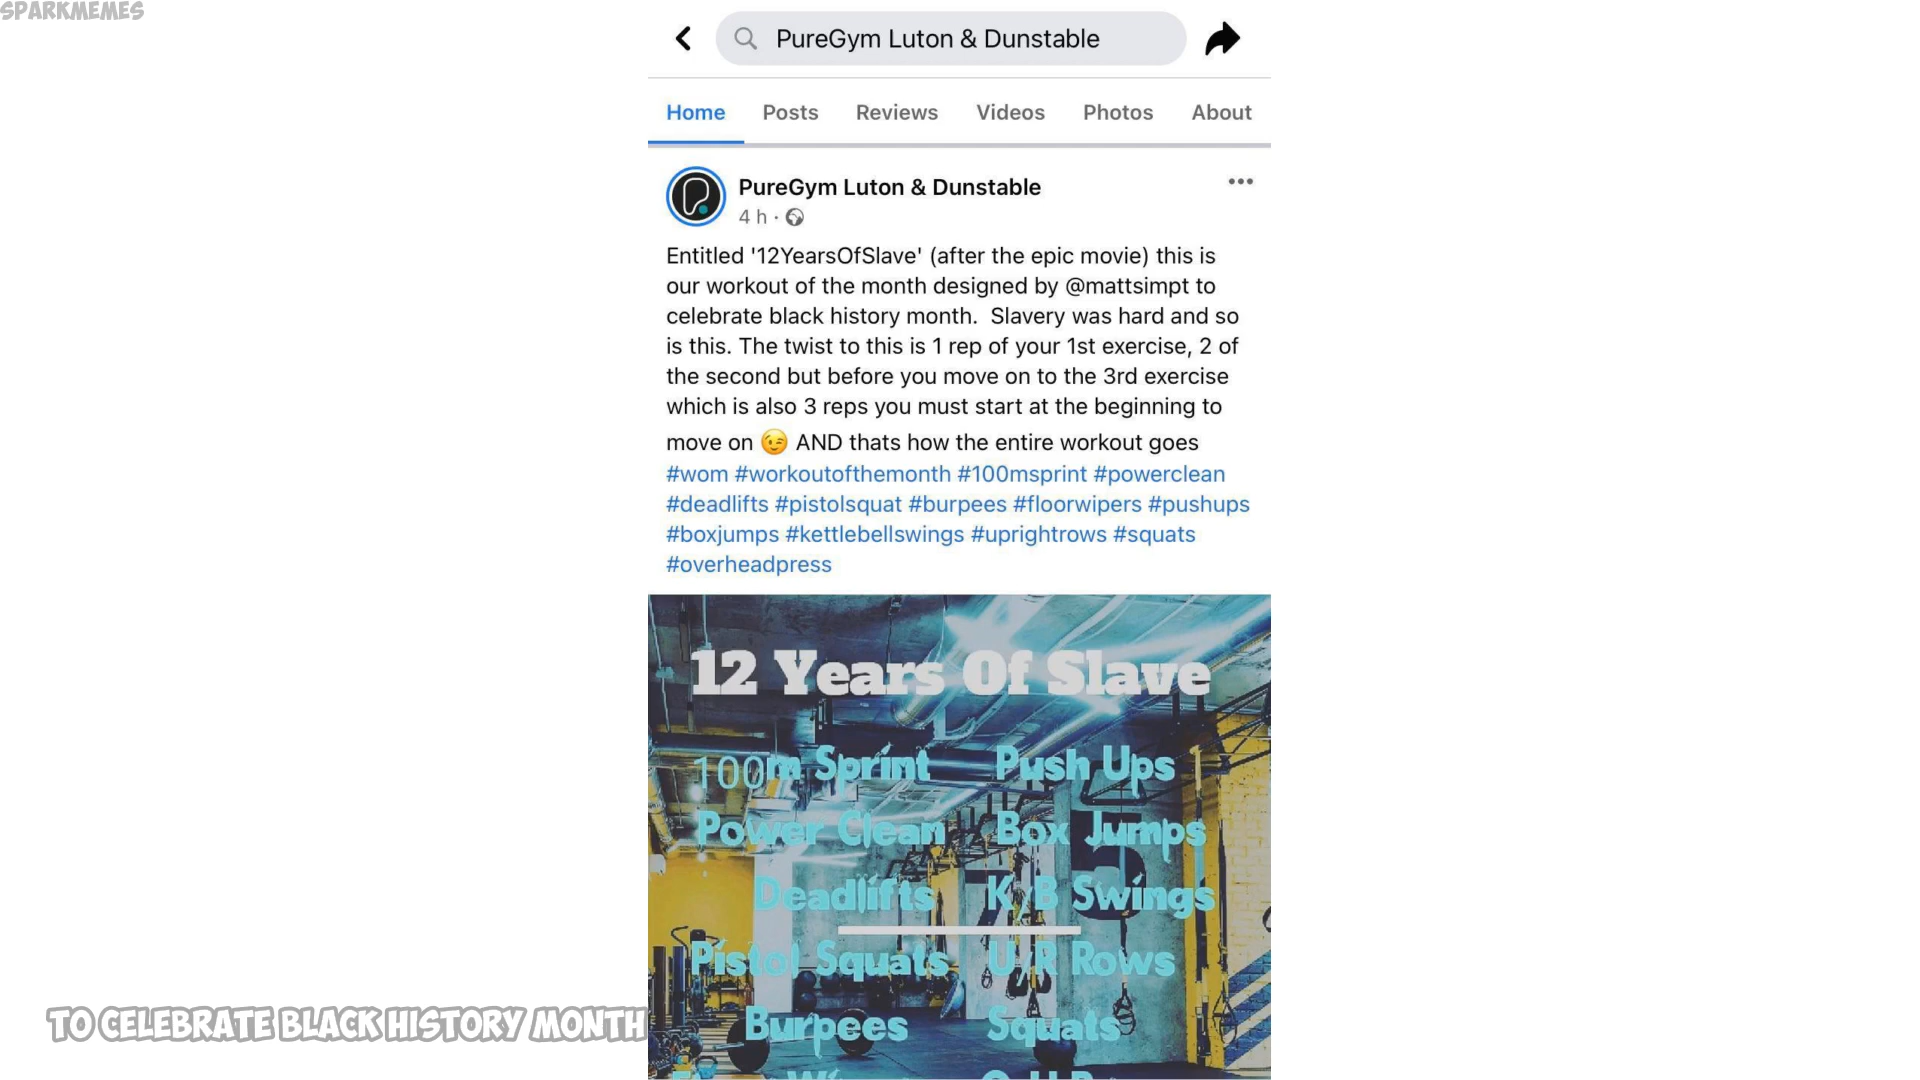 SPARKMEMES
PureGym Luton & Dunstable
Home Posts Reviews Videos Photos About
PureGym Luton & Dunstable
4 h ·
Entitled '12YearsOfSlave' (after the epic movie) this is
our workout of the month designed by @mattsimpt to
celebrate black history month.  Slavery was hard and so
is this. The twist to this is 1 rep of your 1st exercise, 2 of
the second but before you move on to the 3rd exercise
which is also 3 reps you must start at the beginning to
move on 😉 AND thats how the entire workout goes
#wom #workoutofthemonth #100msprint #powerclean
#deadlifts #pistolsquat #burpees #floorwipers #pushups
#boxjumps #kettlebellswings #uprightrows #squats
#overheadpress
12 Years Of Slave
100m Sprint Push Ups
Power Clean Box Jumps
Deadlifts K/B Swings
Pistol Squats U/R Rows
Burpees Squats
TO CELEBRATE BLACK HISTORY MONTH